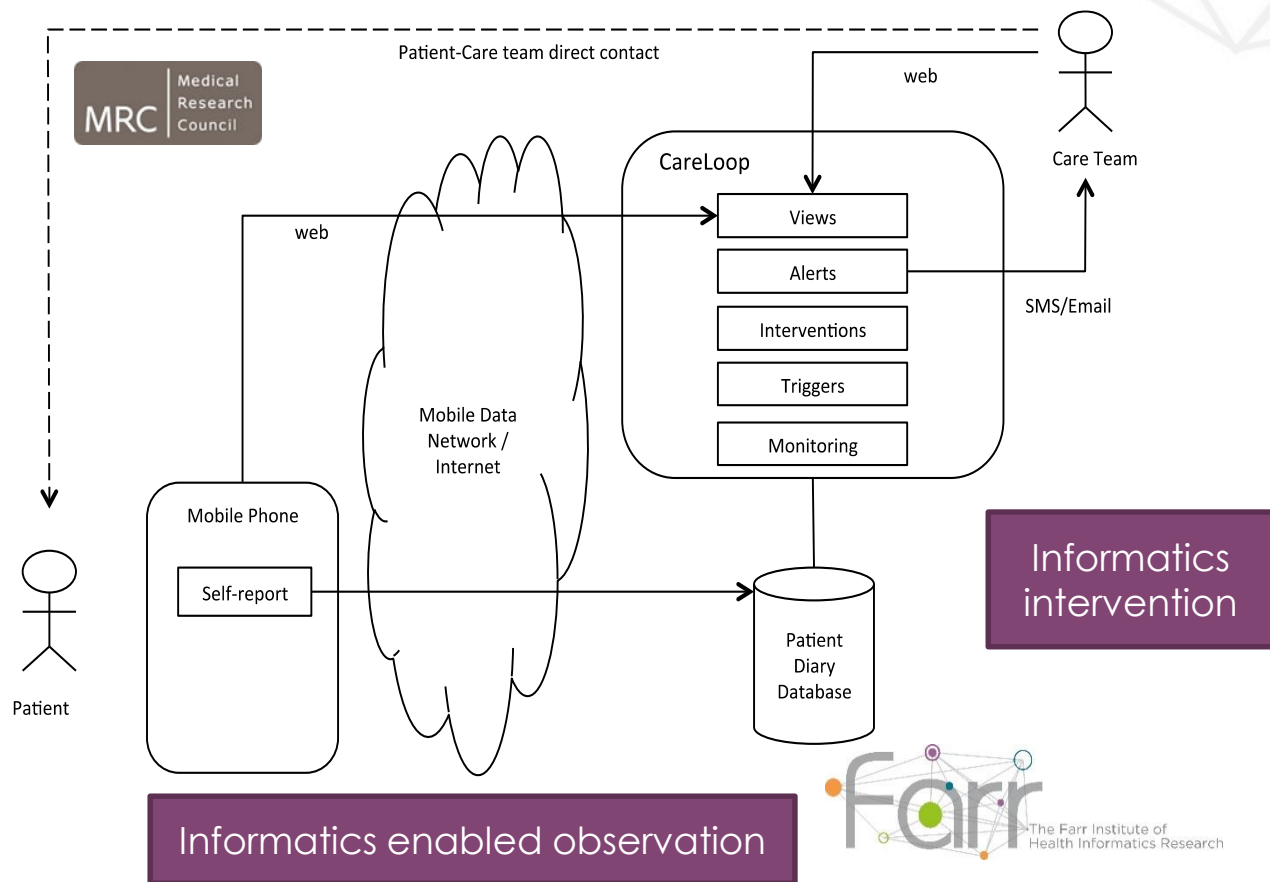 Patient-Care team direct contact
MRC
Medical
Research
Council
web
Care Team
CareLoop
Views
web
Alerts
SMS/Email
Interventions
Triggers
Mobile Data
Network /
Internet
Monitoring
Mobile Phone
Self-report
Patient
Patient
Diary
Database
Informatics
intervention
Informatics enabled observation
farr
The Farr Institute of
Health Informatics Research